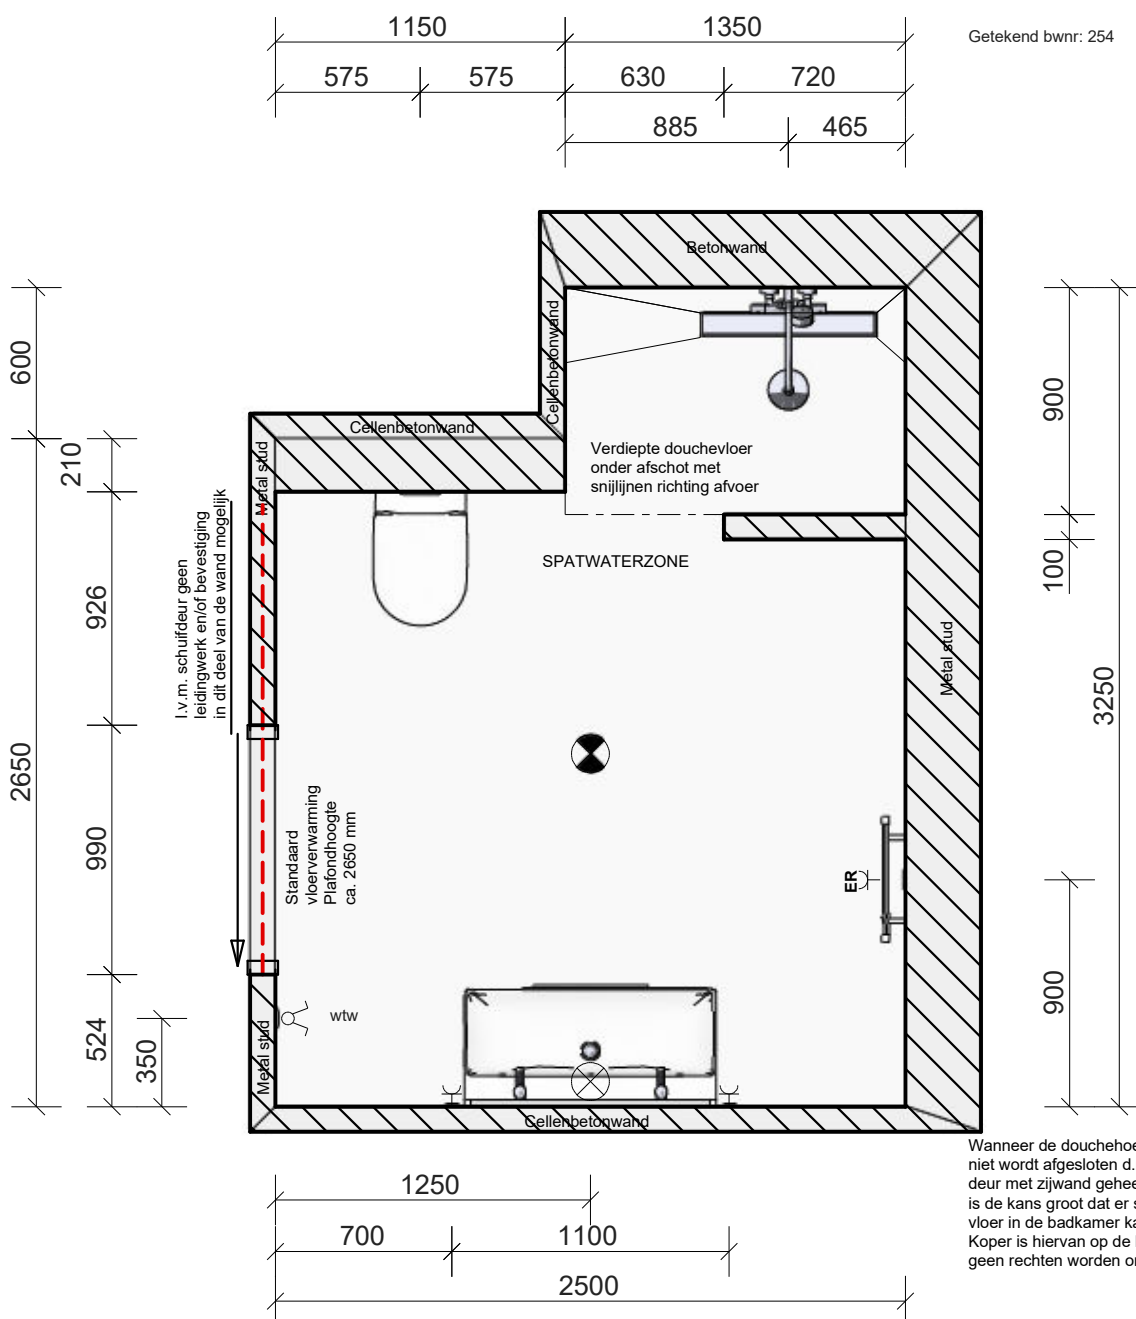 1150
1350
Getekend bwnr: 254
575
575
630
720
885
465
Betonwand
Cellenbetonwand
600
900
Cellenbetonwand
Metal stud
210
Verdiepte douchevloer
onder afschot met
snijlijnen richting afvoer
I.v.m. schuifdeur geen
leidingwerk en/of bevestiging
in dit deel van de wand mogelijk
SPATWATERZONE
100
926
Metal stud
3250
2650
990
Standaard
vloerverwarming
Plafondhoogte
ca. 2650 mm
ER
900
524
350
Metal stud
wtw
Cellenbetonwand
Wanneer de douchehoe
niet wordt afgesloten d.
deur met zijwand gehee
is de kans groot dat er s
vloer in de badkamer ka
Koper is hiervan op de
geen rechten worden o
1250
700
1100
2500